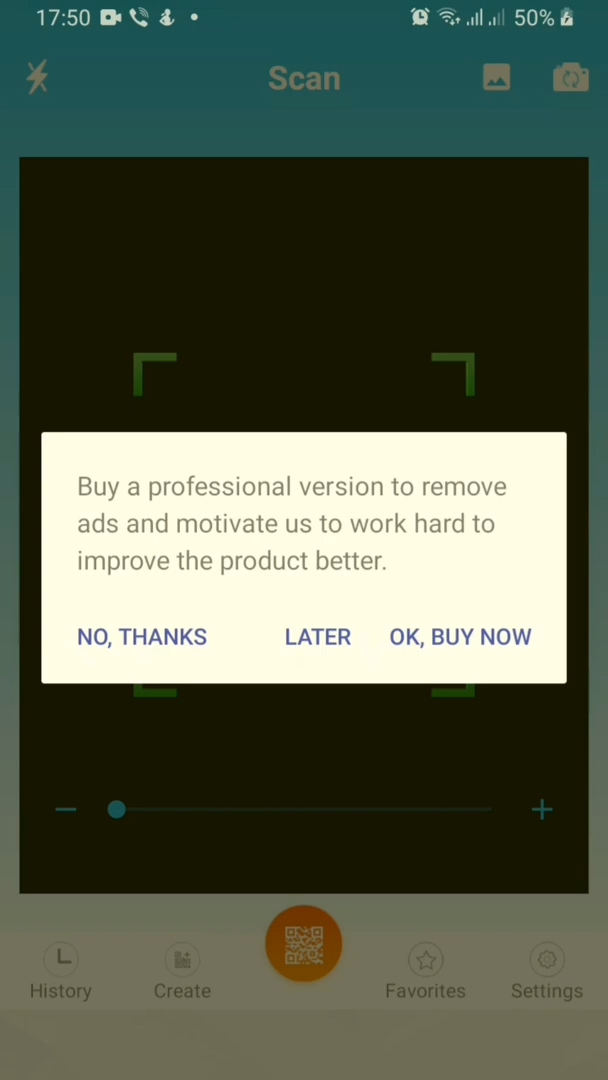 17:50 50%
Scan
Buy a professional version to remove
ads and motivate us to work hard to
improve the product better.
NO, THANKS LATER OK, BUY NOW
History Create Favorites Settings